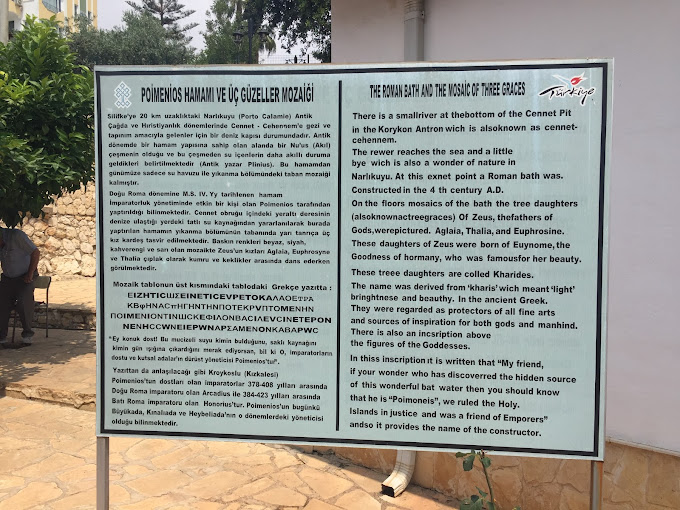 POIMENIOS HAMAMI VE ÜÇ GÜZELLER MOZAİĞİ
Silifke'ye 20 km uzaklıktaki Narlıkuyu (Porto Calamie) Antik
Çağda ve Hıristiyanlık dönemlerinde Cennet - Cehennem'e gezi ve
tapınım amacıyla gelenler için bir deniz kapısı durumundadır. Antik
dönemde bir hamam yapısına sahip olan alanda bir Nu'us (Akıl)
çeşmenin olduğu ve bu çeşmeden su içenlerin daha akıllı duruma
geldikleri belirtilmektedir (Antik yazar Plinius). Bu hamamdan
günümüze sadece su havuzu ile yıkanma bölümündeki taban mozaiği
kalmıştır.
Doğu Roma dönemine M.S. IV. Yy tarihlenen hamam
İmparatorluk yönetiminde etkin bir kişi olan Poimenios tarafından
yaptırıldığı bilinmektedir. Cennet obruğu içindeki yeraltı deresinin
denize ulaştığı yerdeki tatlı su kaynağından yararlanılarak burada
yaptırılan hamamın yıkanma bölümünün tabanında yarı tanrıça üç
kız kardeş tasvir edilmektedir. Baskın renkleri beyaz, siyah,
kahverengi ve sarı olan mozaikte Zeus'un kızları Aglaia, Euphrosyne
ve Thalia çıplak olarak kumru ve keklikler arasında dans ederken
görülmektedir.
Mozaik tablonun üst kısmındaki tablodaki Grekçe yazıtta :
"Ey konuk dost! Bu mecizeli suyu kimin bulduğunu, saklı kaynağını
kimin gün ışığına çıkardığını merak ediyorsan, bil ki O, imparatorların
dostu ve kutsal adalar'ın dürüst yöneticisi Poimenios'tu!".
Yazıttan da anlaşılacağı gibi Kroykoslu (Kızkalesi)
Poimenios'tun dostları olan imparatorlar 378-408 yılları arasında
Doğu Roma imparatoru olan Arcadius ile 384-423 yılları arasında
Batı Roma imparatoru olan Honorius'tur. Poimenios'un bugünkü
Büyükada, Kınalıada ve Heybeliada'nın o dönemlerdeki yöneticisi
olduğu bilinmektedir.
THE ROMAN BATH AND THE MOSAIC OF THREE GRACES
Türkiye
There is a smallriver at thebottom of the Cennet Pit
in the Korykon Antron wich is alsoknown as cennet-
cehennem.
The rewer reaches the sea and a little
bye wich is also a wonder of nature in
Narlıkuyu. At this exnet point a Roman bath was.
Constructed in the 4 th century A.D.
On the floors mosaics of the bath the tree daughters
(alsoknownactreegraces) Of Zeus, thefathers of
Gods,werepictured. Aglaia, Thalia, and Euphrosine.
These daughters of Zeus were born of Euynome, the
Goodness of hormany, who was famousfor her beauty.
These treee daughters are colled Kharides.
The name was derived from 'kharis' wich meant 'light'
bringhtnese and beauthy. In the ancient Greek.
They were regarded as protectors of all fine arts
and sources of inspiration for both gods and manhind.
There is also an incsription above
the figures of the Goddesses.
In thiss inscription ıt is written that "My friend,
if your wonder who has discovered the hidden source
of this wonderful bat water then you should know
that he is "Poimoneis", we ruled the Holy.
Islands in justice and was a friend of Emporers"
andso it provides the name of the constructor.